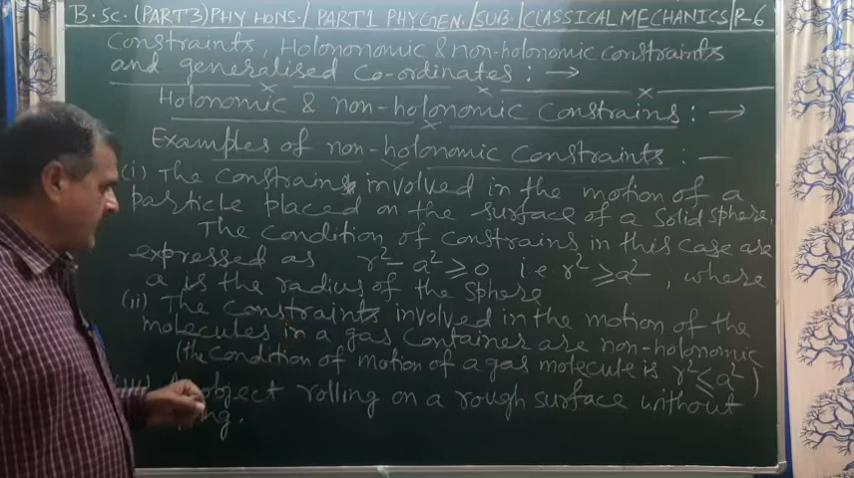 B.SC. (PART3) PHY HONS./ PART1 PHYGEN./SUB./CLASSICAL MECHANICS/P-6
Constraints, Holononomic & non-holonomic constraints
and generalised co-ordinates : →
Holonomic & non-holonomic Constrains : →
Examples of non-holonomic constraints : —
(i) The constrains involved in the motion of a
particle placed on the surface of a solid sphere,
The condition of constrains in this case are
expressed as r²- a² ≥ 0 i e r² ≥ a² , where
a is the radius of the sphere
(ii) The constraints involved in the motion of the
molecules in a gas container are non-holonomic
(the condition of motion of a gas molecule is r² ≤ a² )
object rolling on a rough surface without